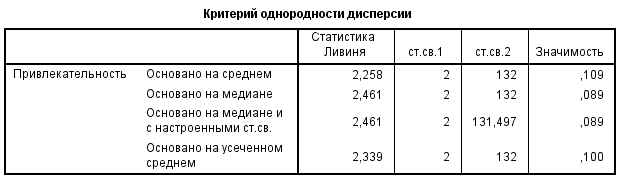 Критерий однородности дисперсии
Статистика
Ливиня ст.св.1 ст.св.2 Значимость
Привлекательность Основано на среднем 2,258 2 132 ,109
Основано на медиане 2,461 2 132 ,089
Основано на медиане и
с настроенными ст.св. 2,461 2 131,497 ,089
Основано на усеченном
среднем 2,339 2 132 ,100